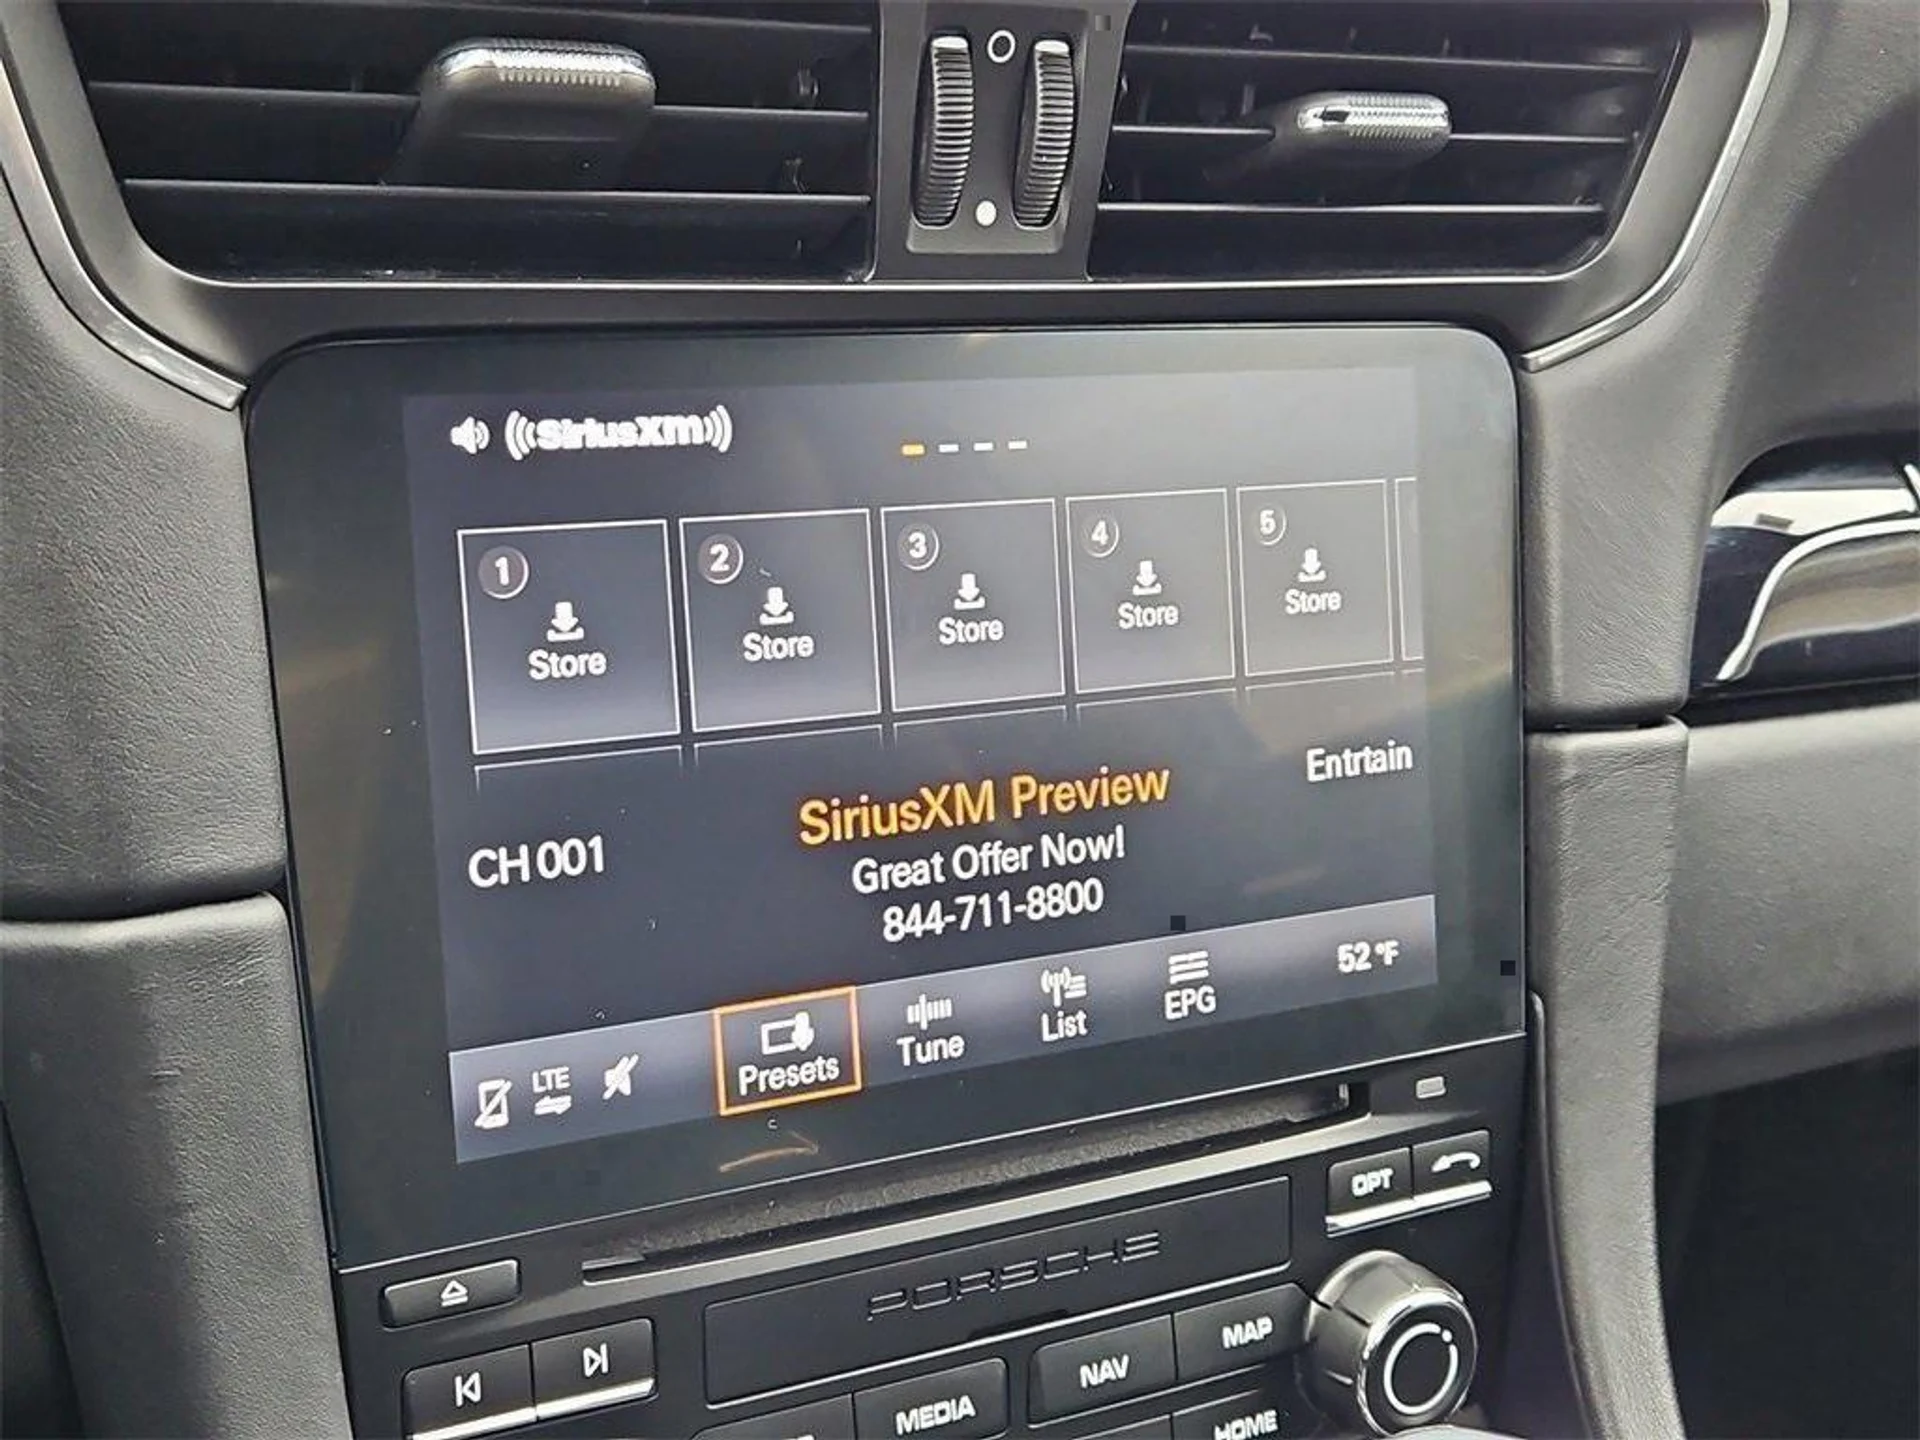 SiriusXM
1
Store
2
Store
3
Store
4
Store
5
Store
Entrtain
SiriusXM Preview
CH 001
Great Offer Now!
844-711-8800
52 °F
LTE
Presets
Tune
List
EPG
OPT
PORSCHE
MAP
NAV
MEDIA
HOME